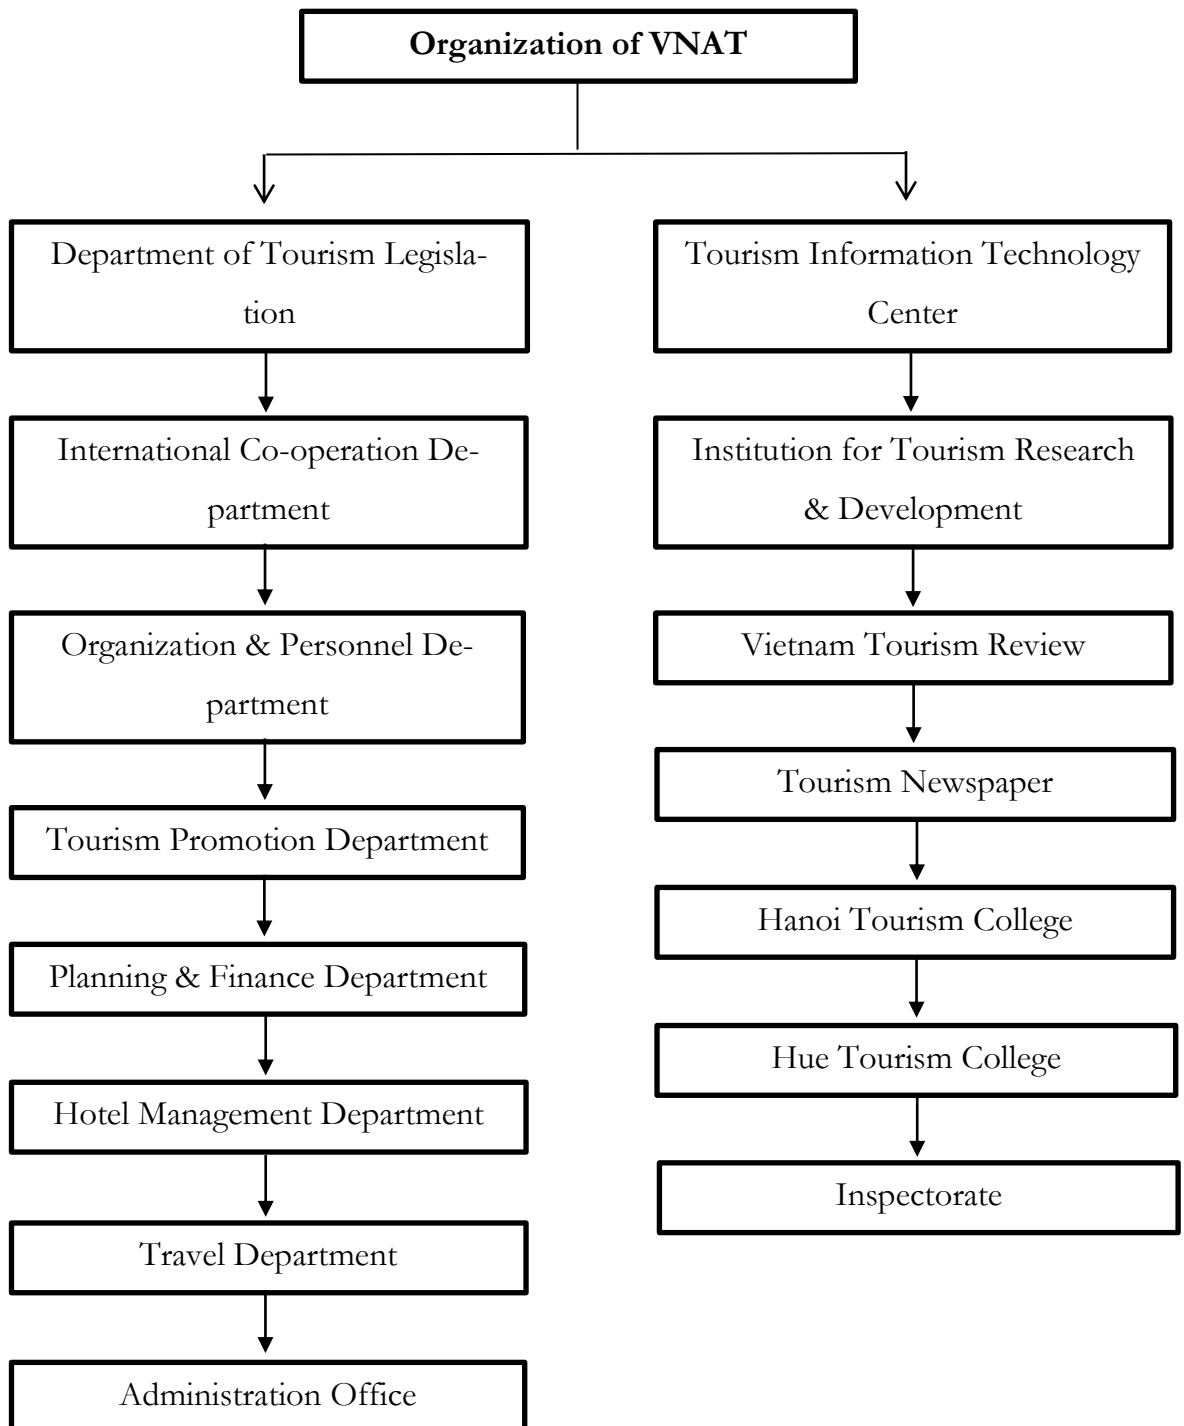 Organization of VNAT
Department of Tourism Legisla-
tion
International Co-operation De-
partment
Organization & Personnel De-
partment
Tourism Promotion Department
Planning & Finance Department
Hotel Management Department
Travel Department
Administration Office
Tourism Information Technology
Center
Institution for Tourism Research
& Development
Vietnam Tourism Review
Tourism Newspaper
Hanoi Tourism College
Hue Tourism College
Inspectorate